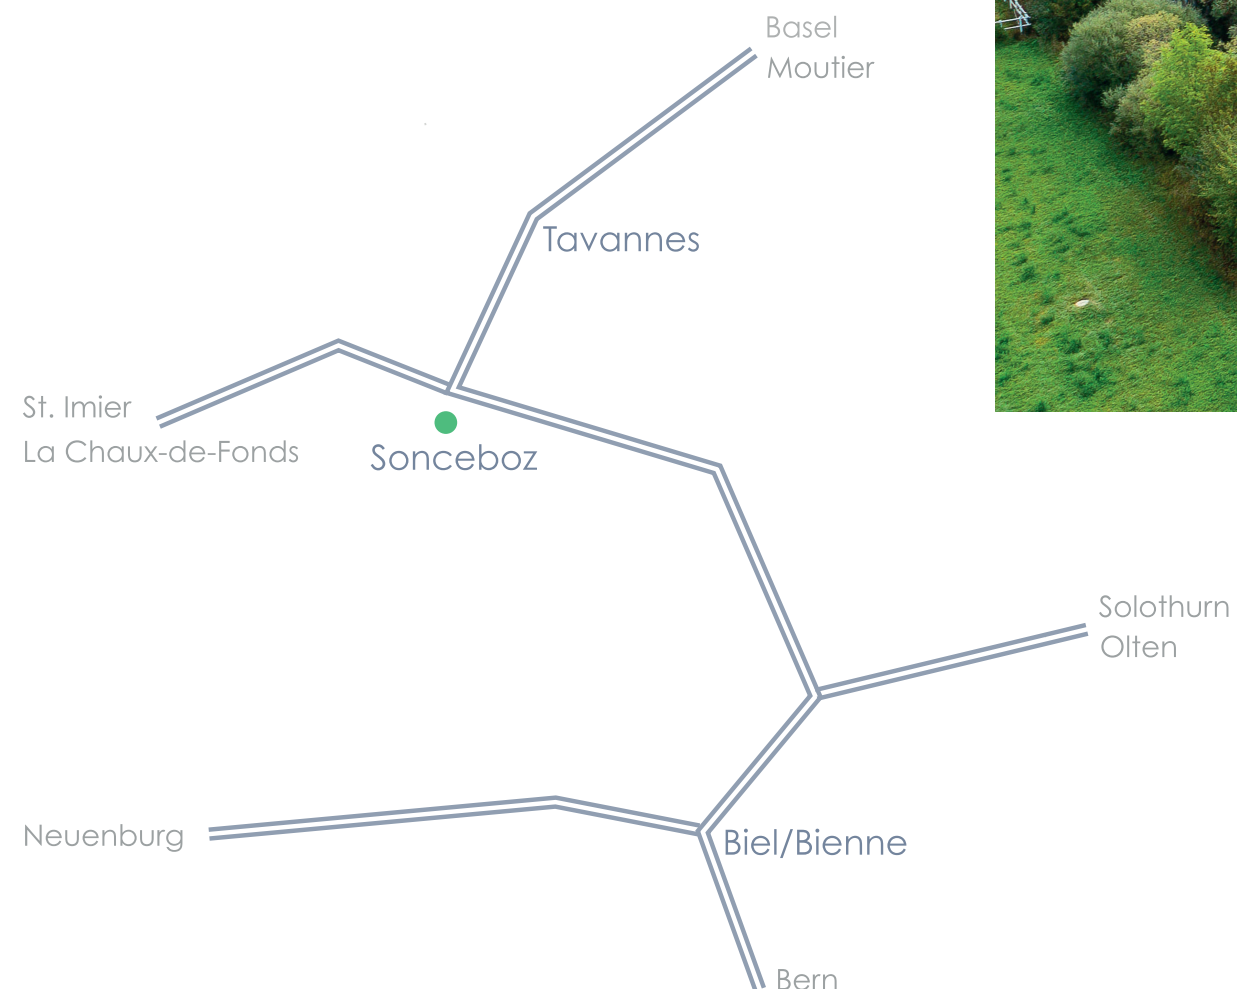 Basel
Moutier
Tavannes
St. Imier
La Chaux-de-Fonds
Sonceboz
Solothurn
Olten
Neuenburg
Biel/Bienne
Bern